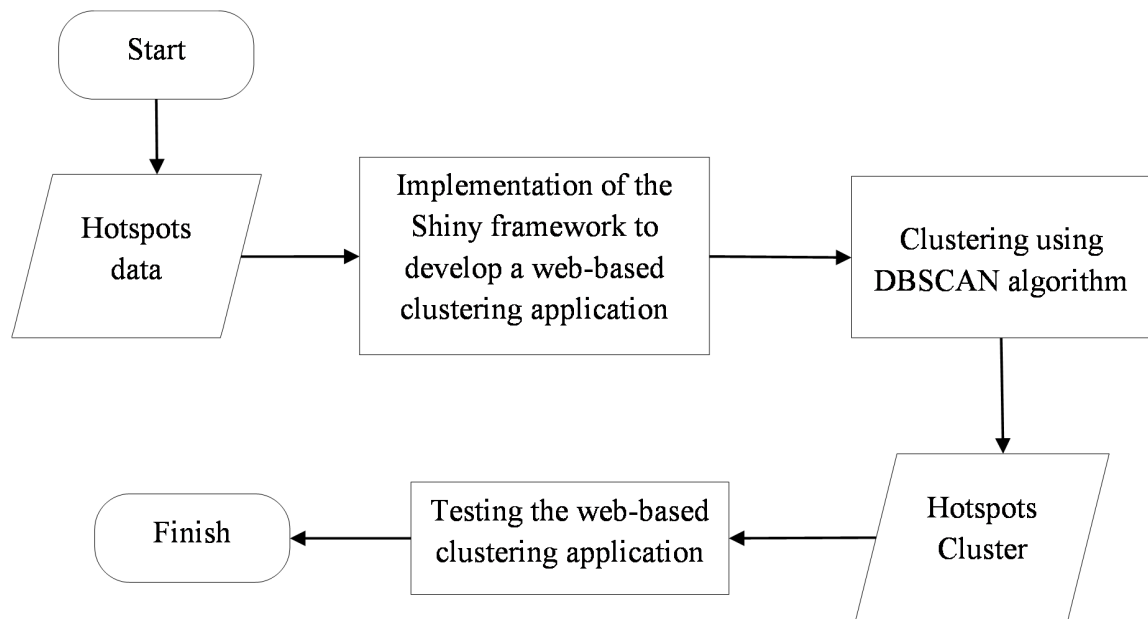 Start
Hotspots
data
Implementation of the
Shiny framework to
develop a web-based
clustering application
Clustering using
DBSCAN algorithm
Hotspots
Cluster
Testing the web-based
clustering application
Finish